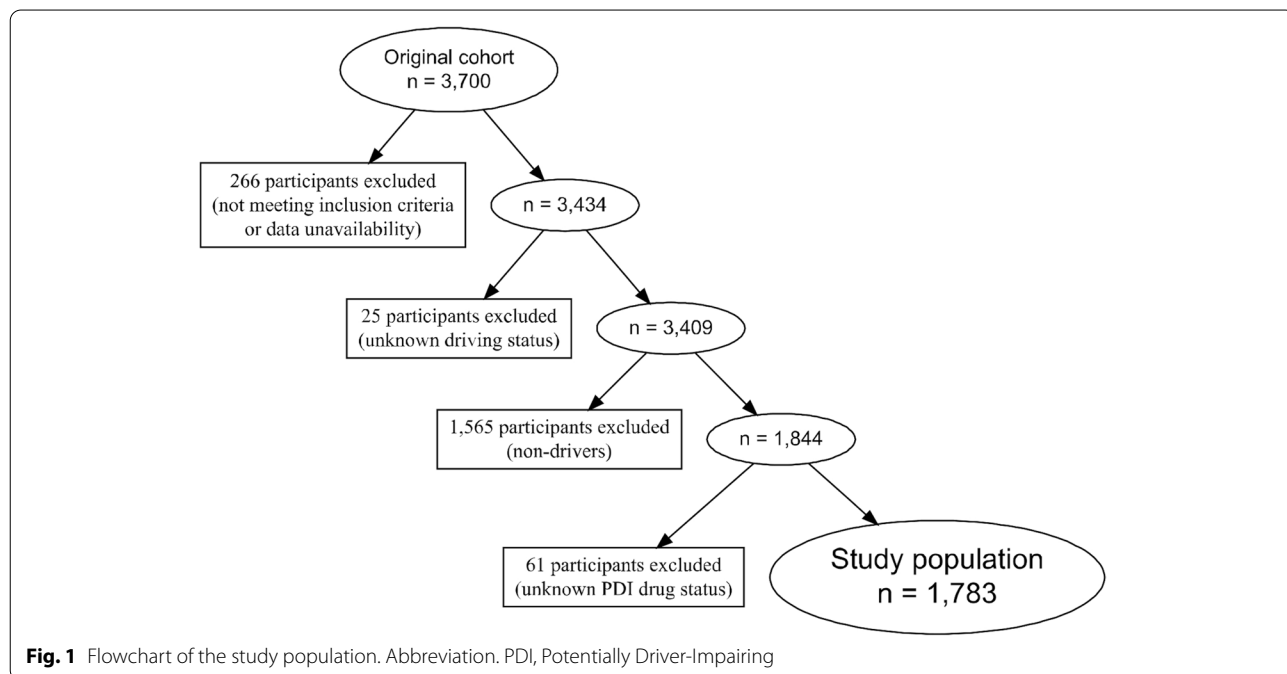 Original cohort
n = 3,700
266 participants excluded
(not meeting inclusion criteria
or data unavailability)
n = 3,434
25 participants excluded
(unknown driving status)
n = 3,409
1,565 participants excluded
(non-drivers)
n = 1,844
61 participants excluded
(unknown PDI drug status)
Study population
n = 1,783
Fig. 1 Flowchart of the study population. Abbreviation. PDI, Potentially Driver-Impairing